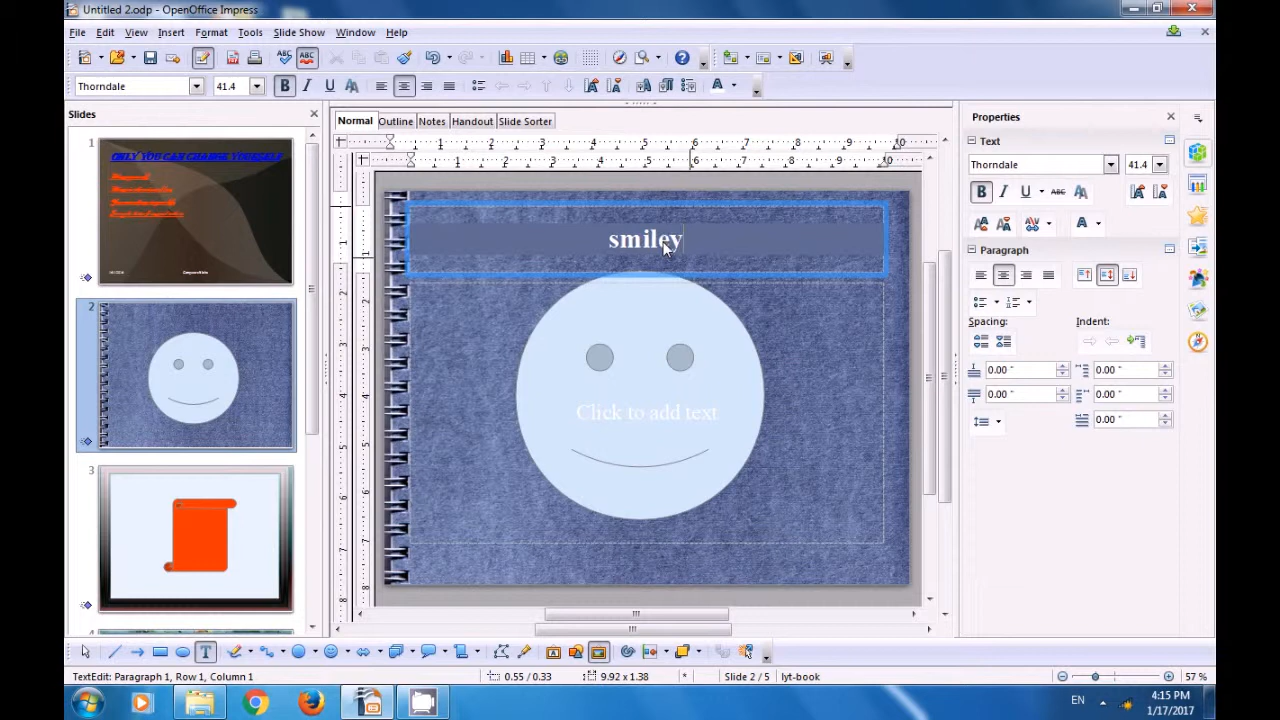 Untitled 2.odp - OpenOffice Impress
File Edit View Insert Format Tools Slide Show Window Help
Thorndale 41.4
Slides
Normal Outline Notes Handout Slide Sorter
Properties
Text
Thorndale 41.4
Paragraph
Spacing: Indent:
0.00 " 0.00 "
0.00 " 0.00 "
0.00 "
1
ONLY YOU CAN CHANGE YOURSELF
2
3
4
smiley
Click to add text
TextEdit: Paragraph 1, Row 1, Column 1 0.55 / 0.33 9.92 x 1.38 * Slide 2 / 5 lyt-book 57 %
EN 4:15 PM
1/17/2017